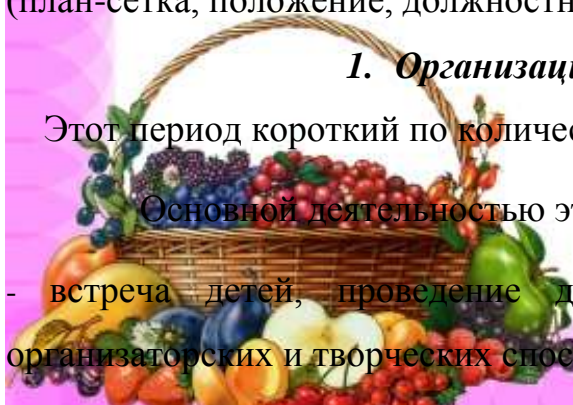 (план-сетка, положение, должностн
1. Организаци
Этот период короткий по количес
Основной деятельностью эт
- встреча детей, проведение д
организаторских и творческих спос